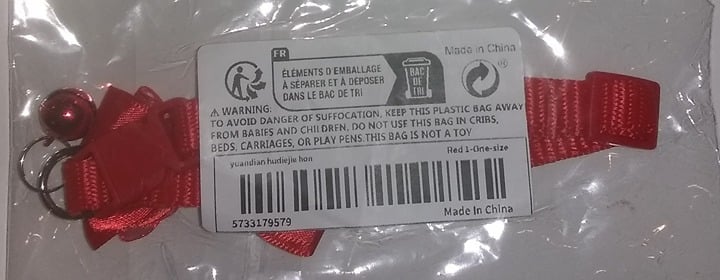 FR
Made in China
ÉLÉMENTS D'EMBALLAGE
À SÉPARER ET À DÉPOSER
DANS LE BAC DE TRI
BAC
DE
TRI
®
⚠ WARNING:
TO AVOID DANGER OF SUFFOCATION, KEEP THIS PLASTIC BAG AWAY
FROM BABIES AND CHILDREN. DO NOT USE THIS BAG IN CRIBS,
BEDS, CARRIAGES, OR PLAY PENS.THIS BAG IS NOT A TOY
yuandian hudiejie hon
Red 1-One-size
5733179579
Made In China